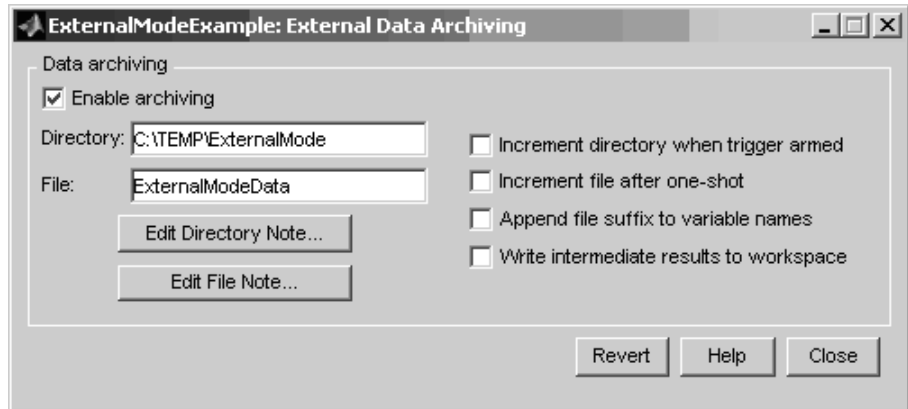 ExternalModeExample: External Data Archiving
Data archiving
Enable archiving
Directory: C:\TEMP\ExternalMode
File: ExternalModeData
Edit Directory Note...
Edit File Note...
Increment directory when trigger armed
Increment file after one-shot
Append file suffix to variable names
Write intermediate results to workspace
Revert Help Close